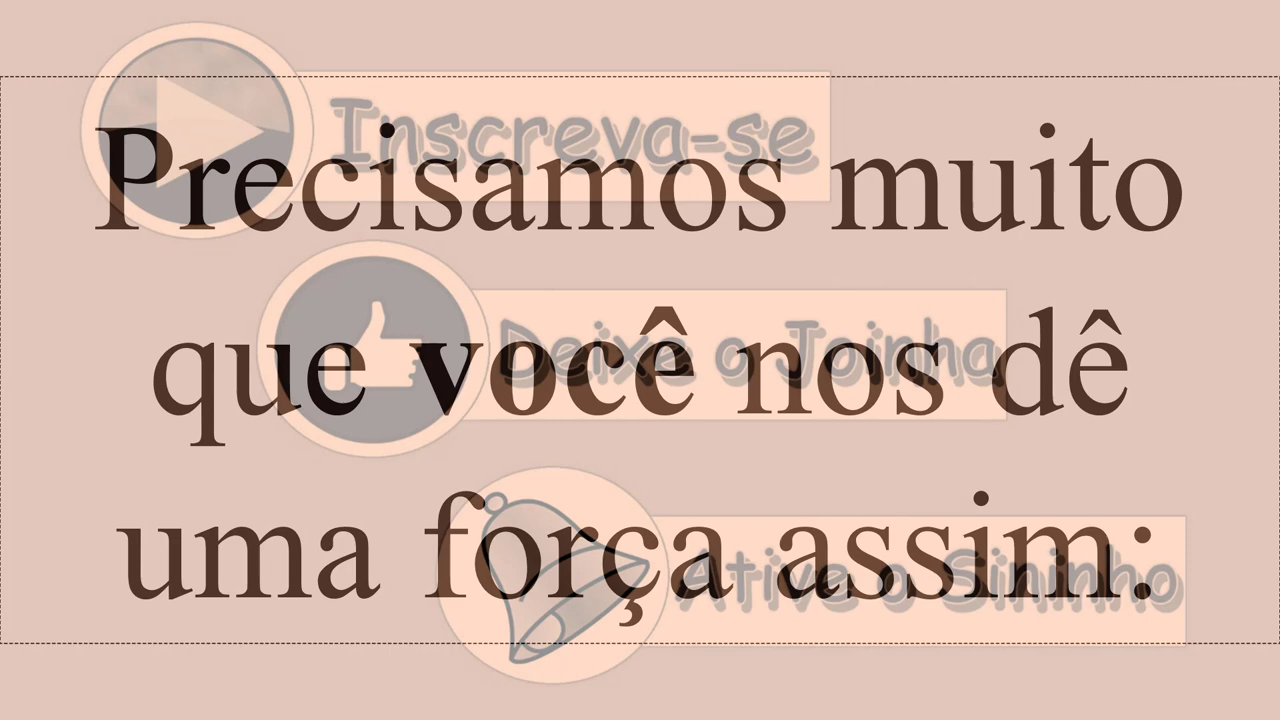 Inscreva-se
Precisamos muito
Deixe o Joinha
que você nos dê
uma força assim:
Ative o Sininho